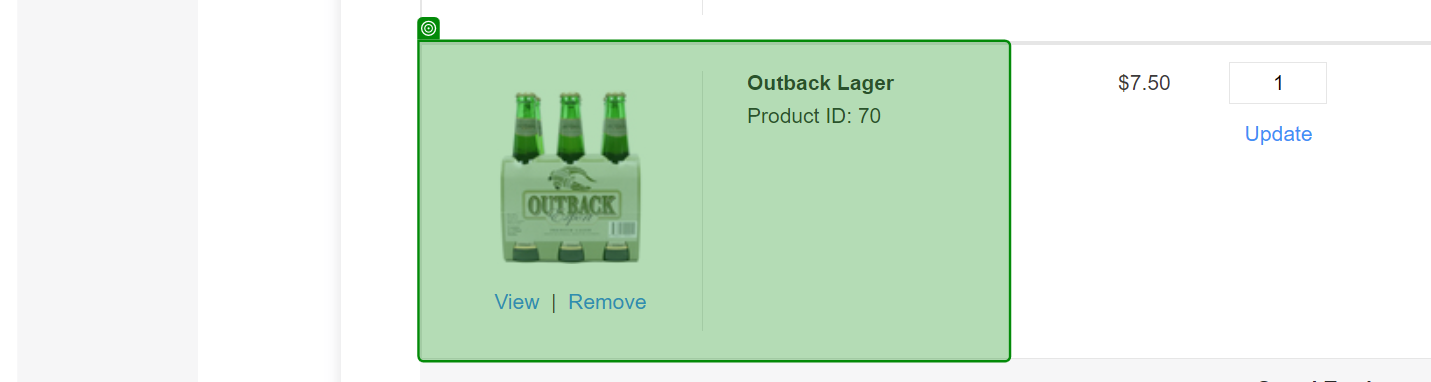 Outback Lager
$7.50
1
Product ID: 70
Update
OUTBACK
View | Remove